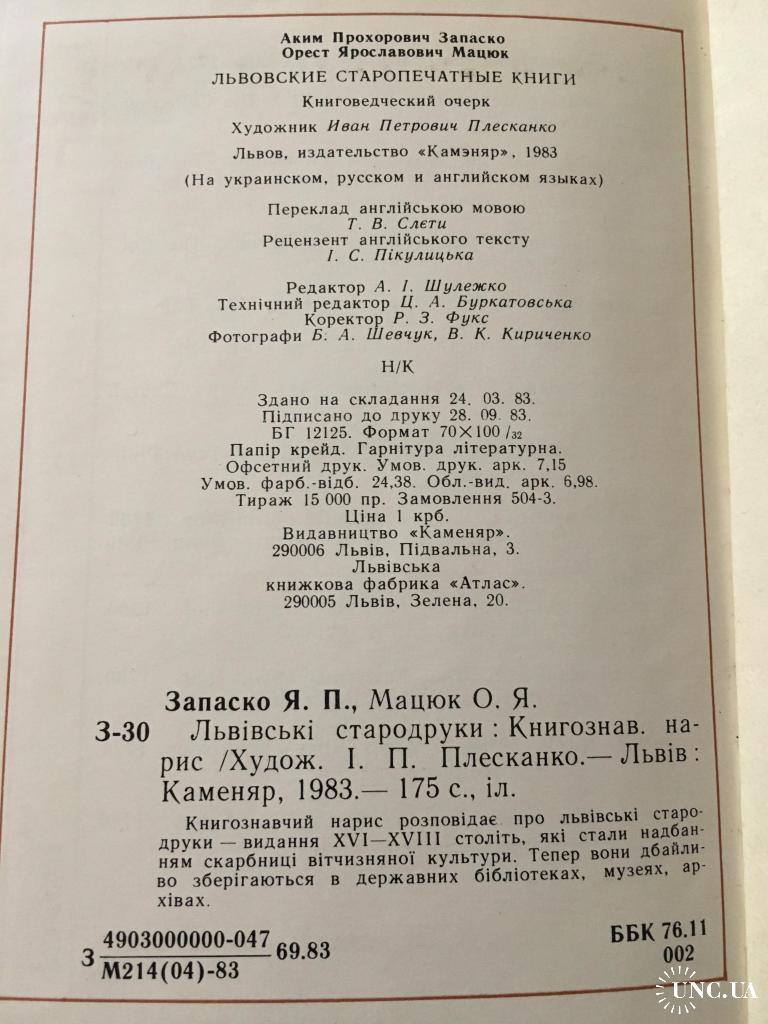 Аким Прохорович Запаско
Орест Ярославович Мацюк
ЛЬВОВСКИЕ СТАРОПЕЧАТНЫЕ КНИГИ
Книговедческий очерк
Художник Иван Петрович Плесканко
Львов, издательство «Камэняр», 1983
(На украинском, русском и английском языках)
Переклад англійською мовою
Т. В. Слєти
Рецензент англійського тексту
І. С. Пікулицька
Редактор А. І. Шулежко
Технічний редактор Ц. А. Буркатовська
Коректор Р. З. Фукс
Фотографи Б. А. Шевчук, В. К. Кириченко
Н/К
Здано на складання 24. 03. 83.
Підписано до друку 28. 09. 83.
БГ 12125. Формат 70×100/32
Папір крейд. Гарнітура літературна.
Офсетний друк. Умов. друк. арк. 7,15
Умов. фарб.-відб. 24,38. Обл.-вид. арк. 6,98.
Тираж 15 000 пр. Замовлення 504-3.
Ціна 1 крб.
Видавництво «Каменяр».
290006 Львів, Підвальна, 3.
Львівська
книжкова фабрика «Атлас».
290005 Львів, Зелена, 20.
Запаско Я. П., Мацюк О. Я.
З-30 Львівські стародруки : Книгознав. на-
рис /Худож. І. П. Плесканко.— Львів :
Каменяр, 1983.— 175 с., іл.
Книгознавчий нарис розповідає про львівські старо-
друки — видання XVI—XVIII століть, які стали надбан-
ням скарбниці вітчизняної культури. Тепер вони дбайли-
во зберігаються в державних бібліотеках, музеях, ар-
хівах.
З 4903000000-047 69.83
М214(04)-83
ББК 76.11
002
UNC.UA